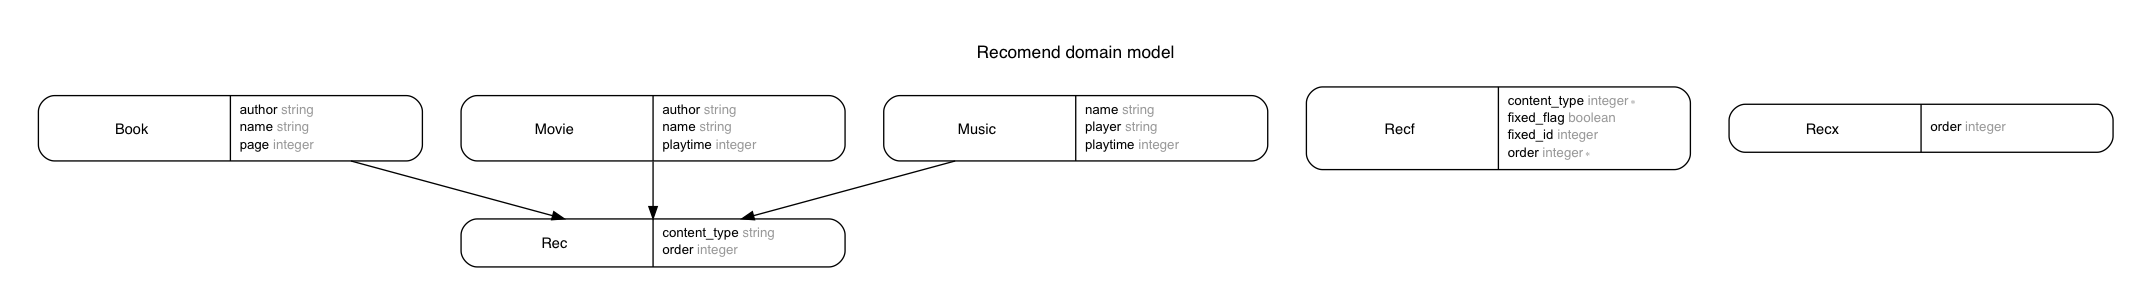 Recomend domain model
Book
author string
name string
page integer
Movie
author string
name string
playtime integer
Music
name string
player string
playtime integer
Recf
content_type integer *
fixed_flag boolean
fixed_id integer
order integer *
Recx
order integer
Rec
content_type string
order integer